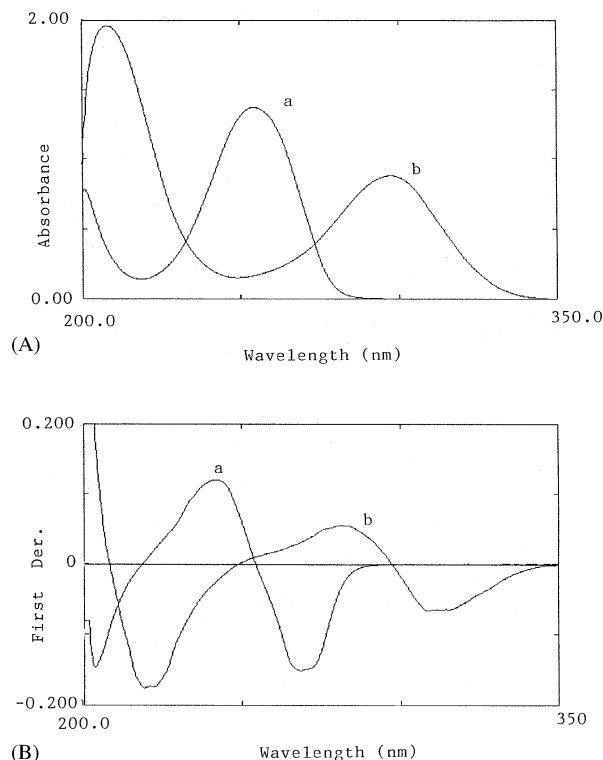 2.00
a
b
Absorbance
0.00
200.0
350.0
(A)
Wavelength (nm)
0.200
a
b
0
First Der.
-0.200
200.0
350
(B)
Wavelength (nm)